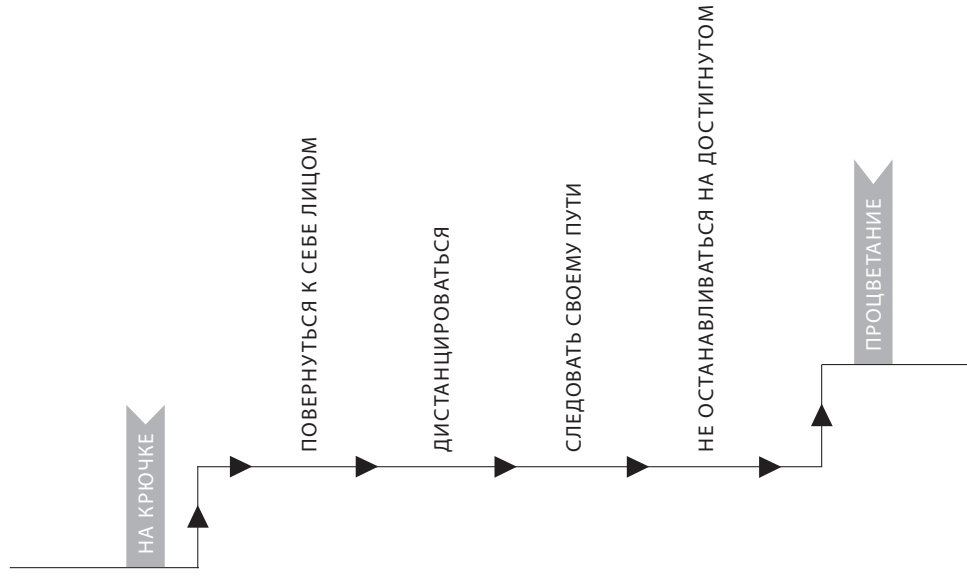 НА КРЮЧКЕ
ПОВЕРНУТЬСЯ К СЕБЕ ЛИЦОМ
ДИСТАНЦИРОВАТЬСЯ
СЛЕДОВАТЬ СВОЕМУ ПУТИ
НЕ ОСТАНАВЛИВАТЬСЯ НА ДОСТИГНУТОМ
ПРОЦВЕТАНИЕ